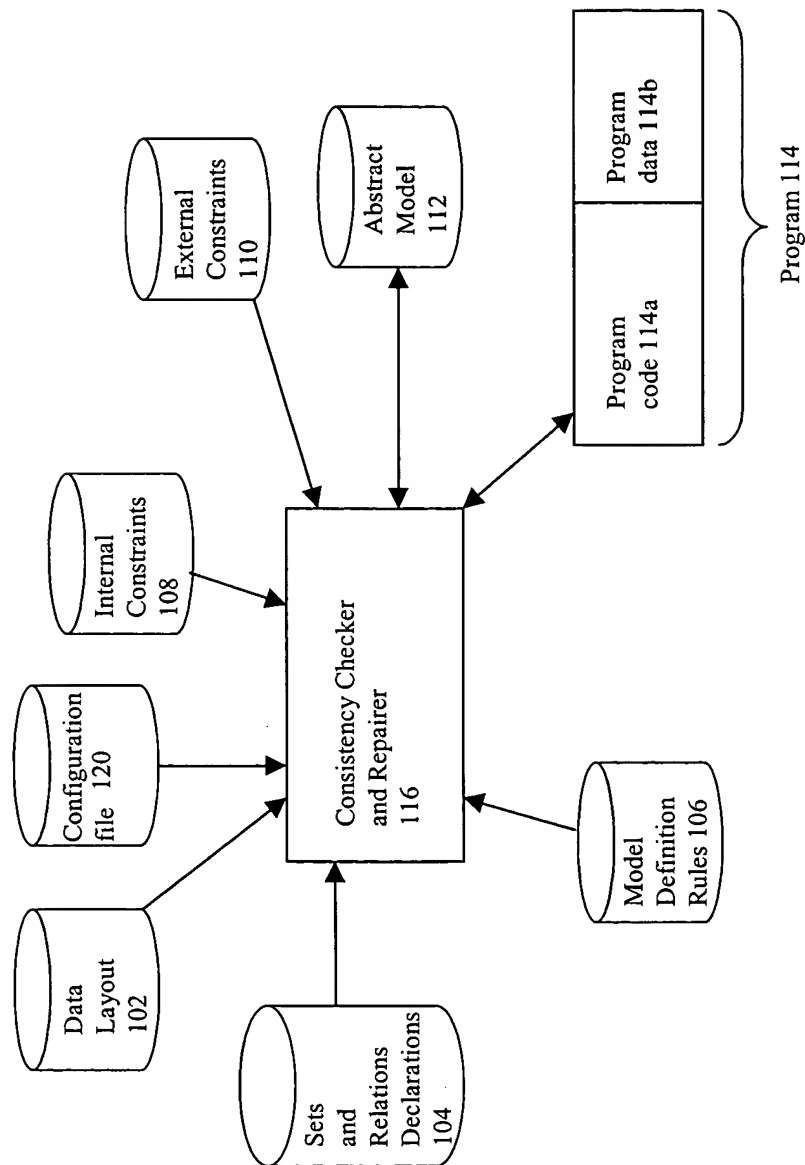 Data
Layout
102
Configuration
file 120
Internal
Constraints
108
External
Constraints
110
Sets
and
Relations
Declarations
104
Consistency Checker
and Repairer
116
Abstract
Model
112
Model
Definition
Rules 106
Program
code 114a
Program
data 114b
Program 114